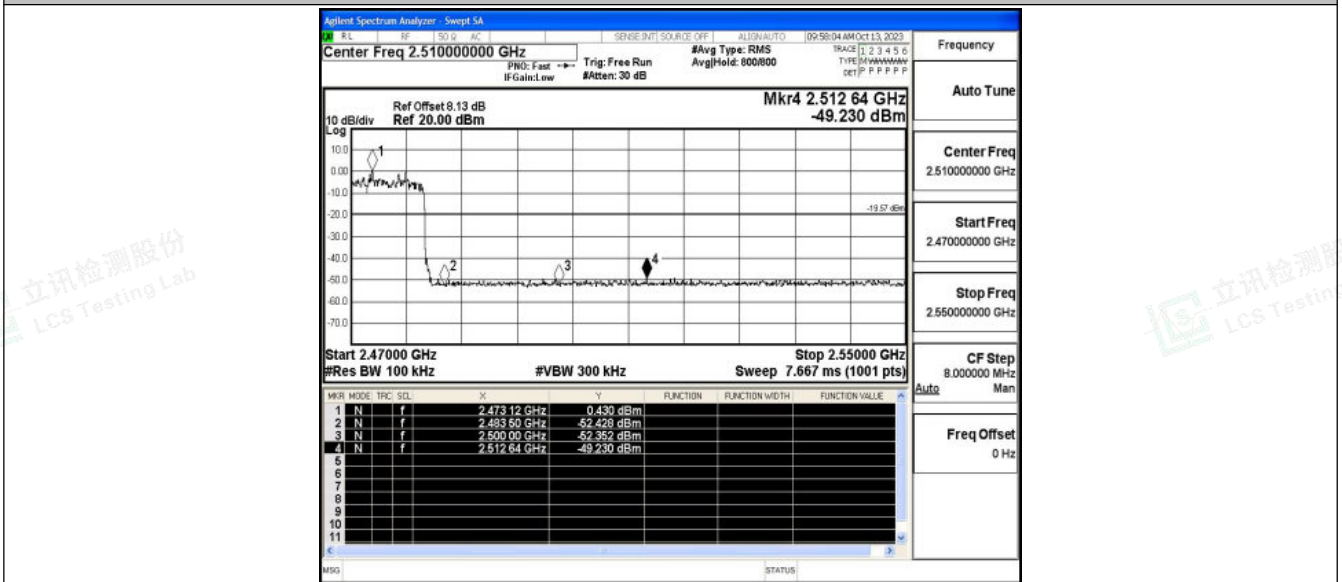 Agilent Spectrum Analyzer - Swept SA
RL RF 50 Ω AC SENSE:INT SOURCE OFF ALIGNAUTO 09:58:04 AM Oct 13, 2023
Center Freq 2.510000000 GHz
PNO: Fast
IFGain:Low
Trig: Free Run
#Atten: 30 dB
#Avg Type: RMS
Avg|Hold: 800/800
TRACE 1 2 3 4 5 6
TYPE M WWWWW
DET P P P P P P
Mkr4 2.512 64 GHz
-49.230 dBm
Ref Offset 8.13 dB
10 dB/div Ref 20.00 dBm
Log
10.0
0.00
-10.0
-20.0
-30.0
-40.0
-50.0
-60.0
-70.0
1
2
3
4
-19.57 dBm
Start 2.47000 GHz Stop 2.55000 GHz
#Res BW 100 kHz #VBW 300 kHz Sweep 7.667 ms (1001 pts)
MKR MODE TRC SCL X Y FUNCTION FUNCTION WIDTH FUNCTION VALUE
1 N f 2.473 12 GHz 0.430 dBm
2 N f 2.483 50 GHz -52.428 dBm
3 N f 2.500 00 GHz -52.352 dBm
4 N f 2.512 64 GHz -49.230 dBm
5
6
7
8
9
10
11
MSG STATUS
Frequency
Auto Tune
Center Freq
2.510000000 GHz
Start Freq
2.470000000 GHz
Stop Freq
2.550000000 GHz
CF Step
8.000000 MHz
Auto Man
Freq Offset
0 Hz
立讯检测股份
LCS Testing Lab
立讯检测股
LCS Testin